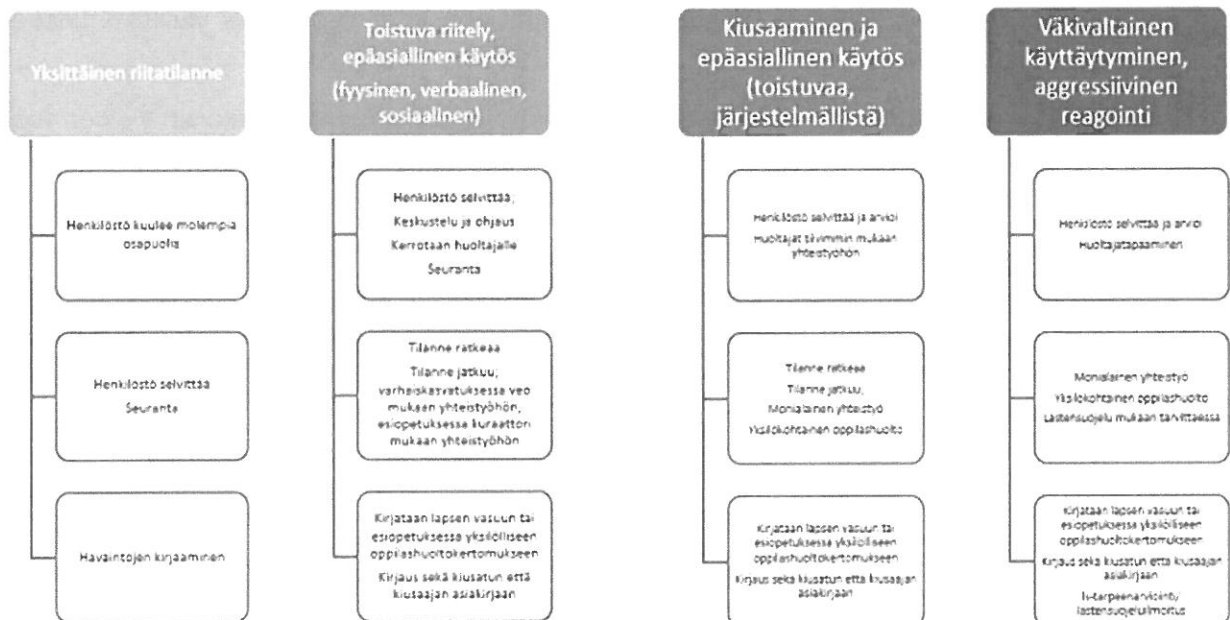 Yksittäinen riitatilanne
Henkilöstö kuulee molempia
osapuolia
Henkilöstö selvittää
Seuranta
Havaintojen kirjaaminen
Toistuva riitely,
epäasiallinen käytös
(fyysinen, verbaalinen,
sosiaalinen)
Henkilöstö selvittää;
Keskustelu ja ohjaus
Kerrotaan huoltajalle
Seuranta
Tilanne ratkeaa
Tilanne jatkuu;
varhaiskasvatuksessa veo
mukaan yhteistyöhön,
esiopetuksessa kuraattori
mukaan yhteistyöhön
Kirjataan lapsen vasuun tai
esiopetuksessa yksilölliseen
oppilashuoltokertomukseen
Kirjaus sekä kiusatun että
kiusaajan asiakirjaan
Kiusaaminen ja
epäasiallinen käytös
(toistuvaa,
järjestelmällistä)
Henkilöstö selvittää ja arvioi
Huoltajat tiiviimmin mukaan
yhteistyöhön
Tilanne ratkeaa
Tilanne jatkuu;
Monialainen yhteistyö
Yksilökohtainen oppilashuolto
Kirjataan lapsen vasuun tai
esiopetuksessa yksilölliseen
oppilashuoltokertomukseen
Kirjaus sekä kiusatun että kiusaajan
asiakirjaan
Väkivaltainen
käyttäytyminen,
aggressiivinen
reagointi
Henkilöstö selvittää ja arvioi
Huoltajatapaaminen
Monialainen yhteistyö
Yksilökohtainen oppilashuolto
Lastensuojelu mukaan tarvittaessa
Kirjataan lapsen vasuun tai
esiopetuksessa yksilölliseen
oppilashuoltokertomukseen
Kirjaus sekä kiusatun että kiusaajan
asiakirjaan
lastensuojeluilmoitus